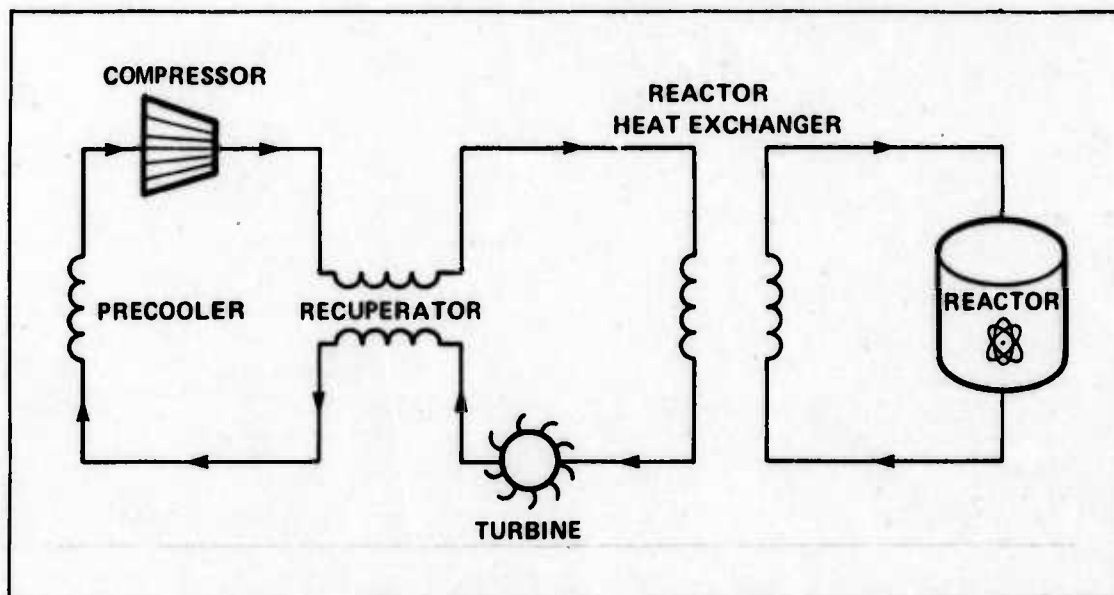 COMPRESSOR
REACTOR
HEAT EXCHANGER
PRECOOLER
RECUPERATOR
REACTOR
TURBINE